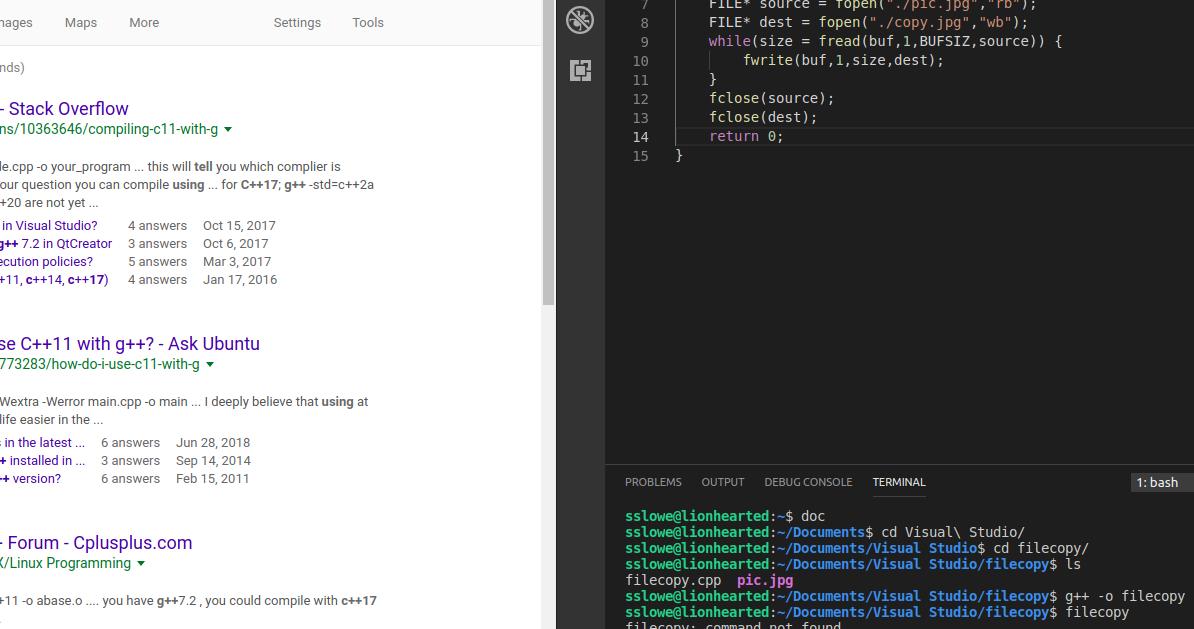 nages Maps More Settings Tools
nds)
- Stack Overflow
ns/10363646/compiling-c11-with-g
le.cpp -o your_program ... this will tell you which complier is
our question you can compile using ... for C++17; g++ -std=c++2a
+20 are not yet ...
in Visual Studio? 4 answers Oct 15, 2017
g++ 7.2 in QtCreator 3 answers Oct 6, 2017
ecution policies? 5 answers Mar 3, 2017
+11, c++14, c++17) 4 answers Jan 17, 2016
se C++11 with g++? - Ask Ubuntu
773283/how-do-i-use-c11-with-g
Wextra -Werror main.cpp -o main ... I deeply believe that using at
life easier in the ...
s in the latest ... 6 answers Jun 28, 2018
+ installed in ... 3 answers Sep 14, 2014
++ version? 6 answers Feb 15, 2011
- Forum - Cplusplus.com
X/Linux Programming
+11 -o abase.o .... you have g++7.2 , you could compile with c++17
7 FILE* source = fopen("./pic.jpg","rb");
8 FILE* dest = fopen("./copy.jpg","wb");
9 while(size = fread(buf,1,BUFSIZ,source)) {
10 fwrite(buf,1,size,dest);
11 }
12 fclose(source);
13 fclose(dest);
14 return 0;
15 }
PROBLEMS OUTPUT DEBUG CONSOLE TERMINAL 1: bash
sslowe@lionhearted:~$ doc
sslowe@lionhearted:~/Documents$ cd Visual\ Studio/
sslowe@lionhearted:~/Documents/Visual Studio$ cd filecopy/
sslowe@lionhearted:~/Documents/Visual Studio/filecopy$ ls
filecopy.cpp pic.jpg
sslowe@lionhearted:~/Documents/Visual Studio/filecopy$ g++ -o filecopy
sslowe@lionhearted:~/Documents/Visual Studio/filecopy$ filecopy
filecopy: command not found